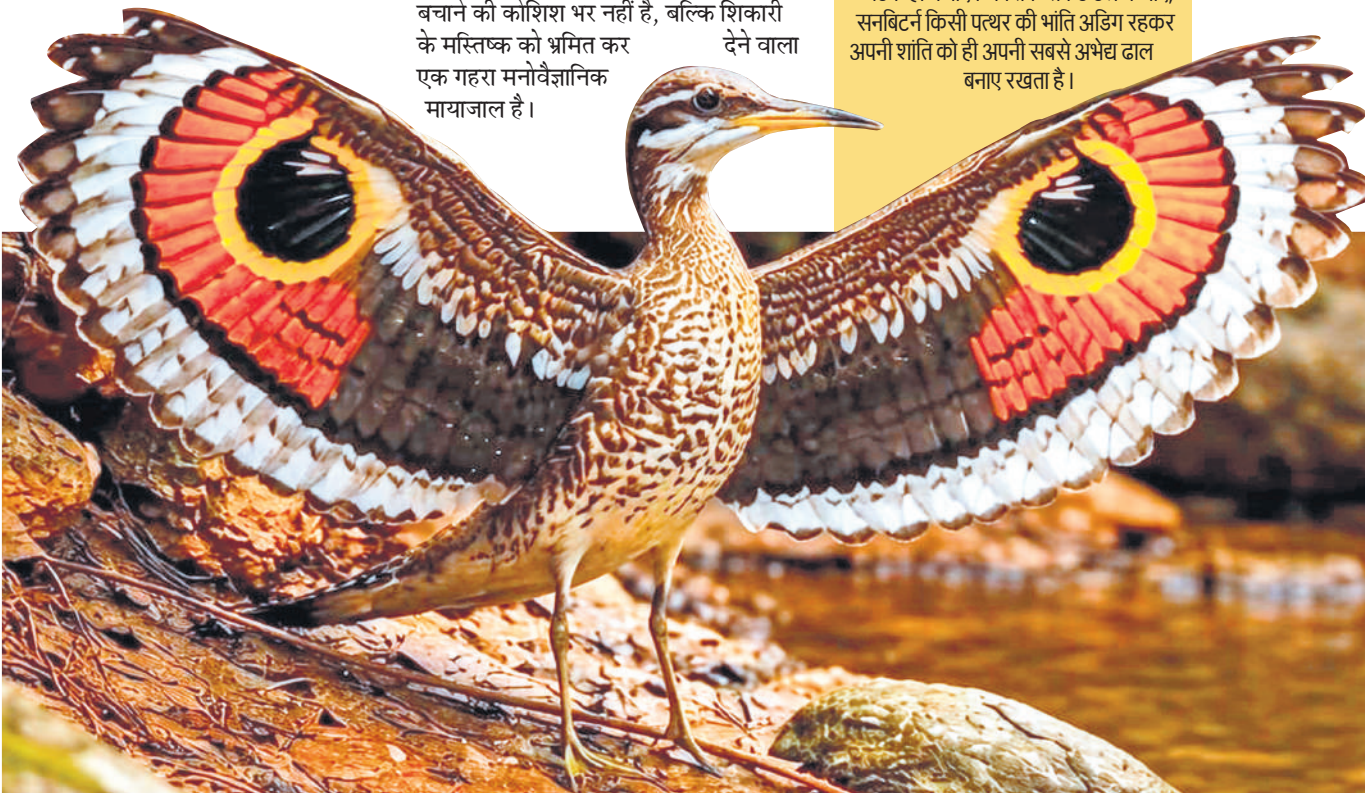 बचाने की कोशिश भर नहीं है, बल्कि शिकारी
के मस्तिष्क को भ्रमित कर देने वाला
एक गहरा मनोवैज्ञानिक
मायाजाल है।
सनबिटर्न किसी पत्थर की भांति अडिग रहकर
अपनी शांति को ही अपनी सबसे अभेद्य ढाल
बनाए रखता है।